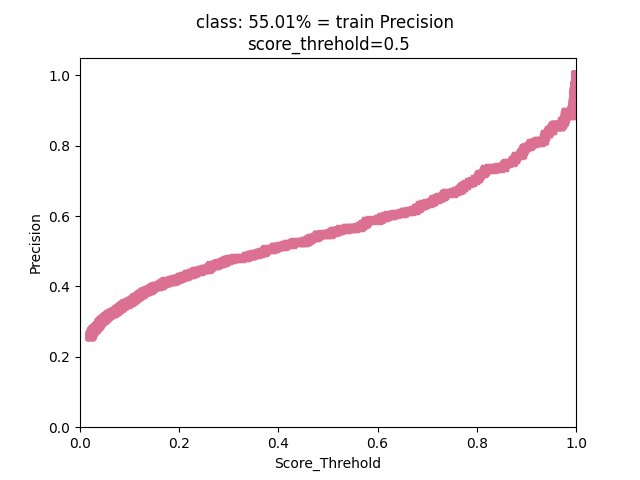 class: 55.01% = train Precision
score_threhold=0.5
1.0
0.8
0.6
0.4
0.2
0.0
Precision
0.0 0.2 0.4 0.6 0.8 1.0
Score_Threhold